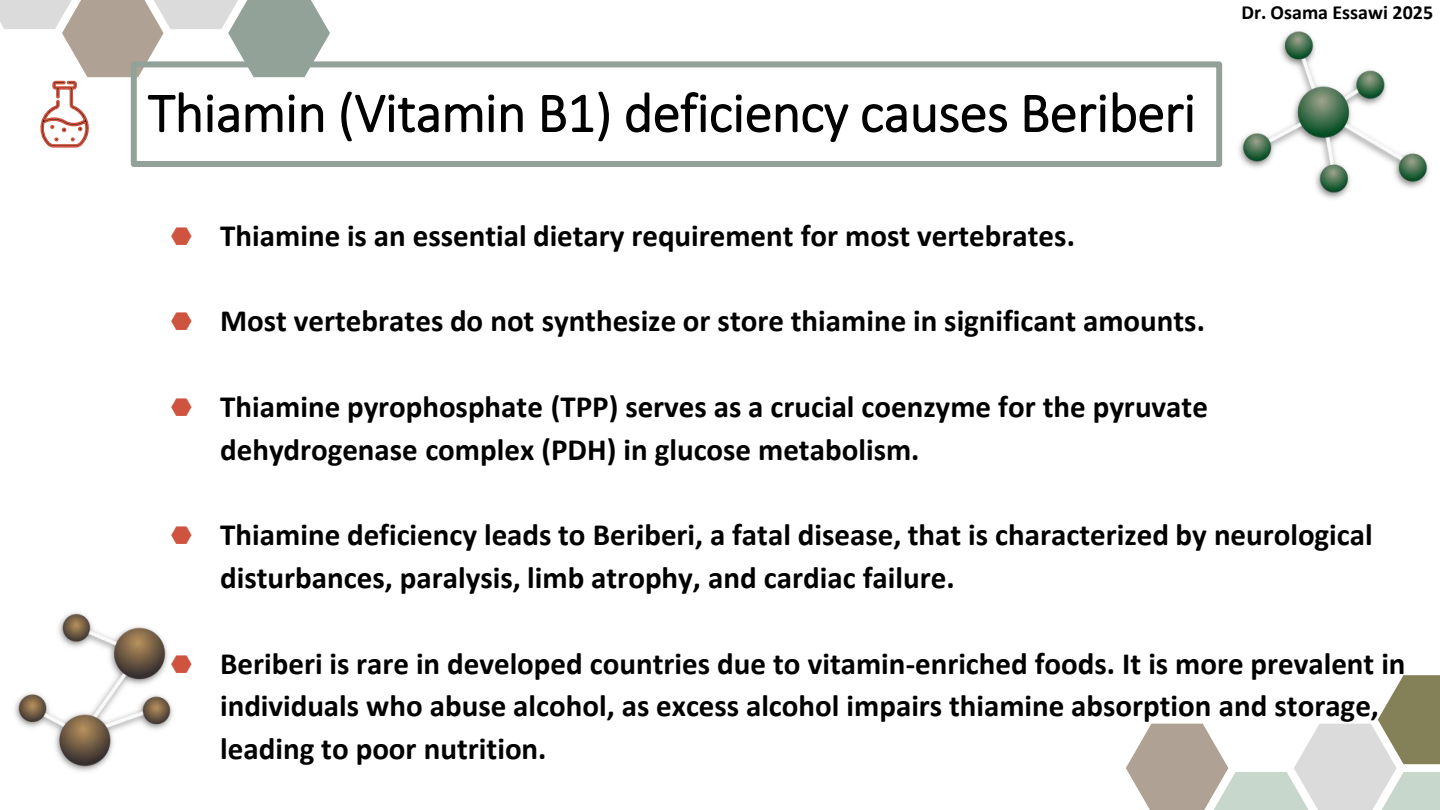 Dr. Osama Essawi 2025
Thiamin (Vitamin B1) deficiency causes Beriberi
Thiamine is an essential dietary requirement for most vertebrates.
Most vertebrates do not synthesize or store thiamine in significant amounts.
Thiamine pyrophosphate (TPP) serves as a crucial coenzyme for the pyruvate
dehydrogenase complex (PDH) in glucose metabolism.
Thiamine deficiency leads to Beriberi, a fatal disease, that is characterized by neurological
disturbances, paralysis, limb atrophy, and cardiac failure.
Beriberi is rare in developed countries due to vitamin-enriched foods. It is more prevalent in
individuals who abuse alcohol, as excess alcohol impairs thiamine absorption and storage,
leading to poor nutrition.